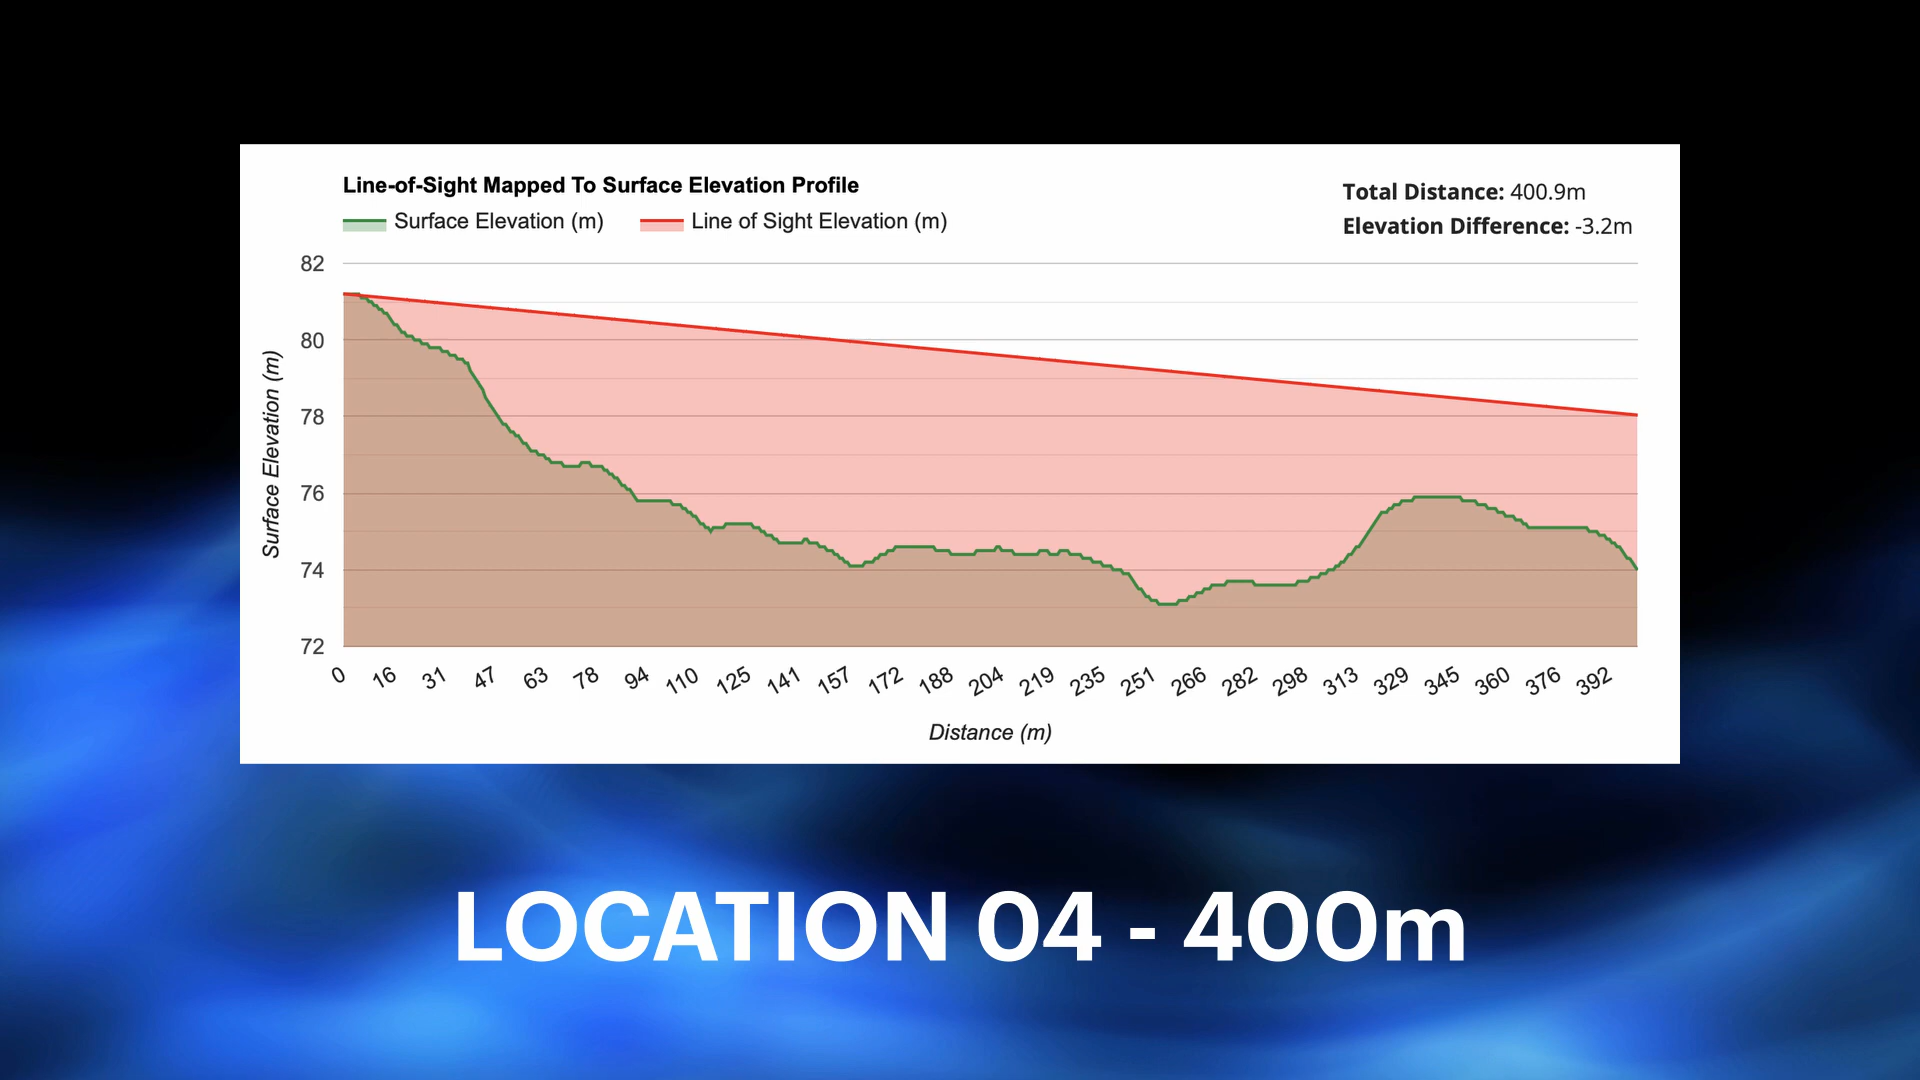 Line-of-Sight Mapped To Surface Elevation Profile
Surface Elevation (m) Line of Sight Elevation (m)
Total Distance: 400.9m
Elevation Difference: -3.2m
Surface Elevation (m)
82
80
78
76
74
72
0 16 31 47 63 78 94 110 125 141 157 172 188 204 219 235 251 266 282 298 313 329 345 360 376 392
Distance (m)
LOCATION 04 - 400m